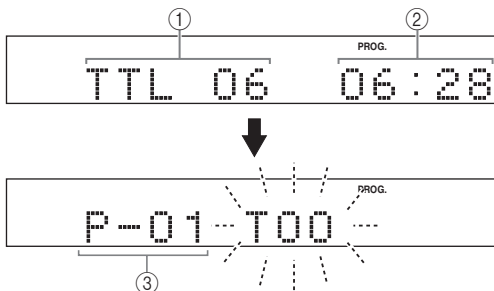 ① ②
PROG.
TTL 06 06:28
PROG.
P-01 T00
③